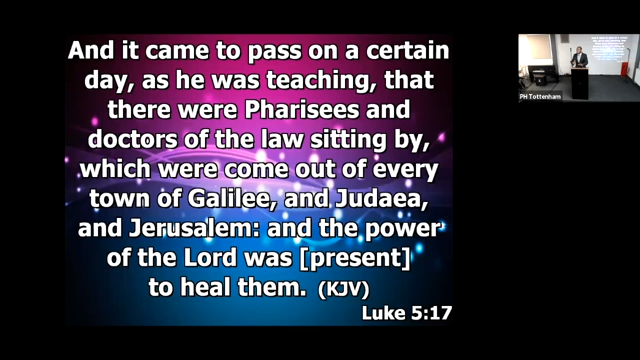 And it came to pass on a certain
day, as he was teaching, that
there were Pharisees and
doctors of the law sitting by,
which were come out of every
town of Galilee, and Judaea,
and Jerusalem: and the power
of the Lord was [present]
to heal them. (KJV)
Luke 5:17
PH Tottenham